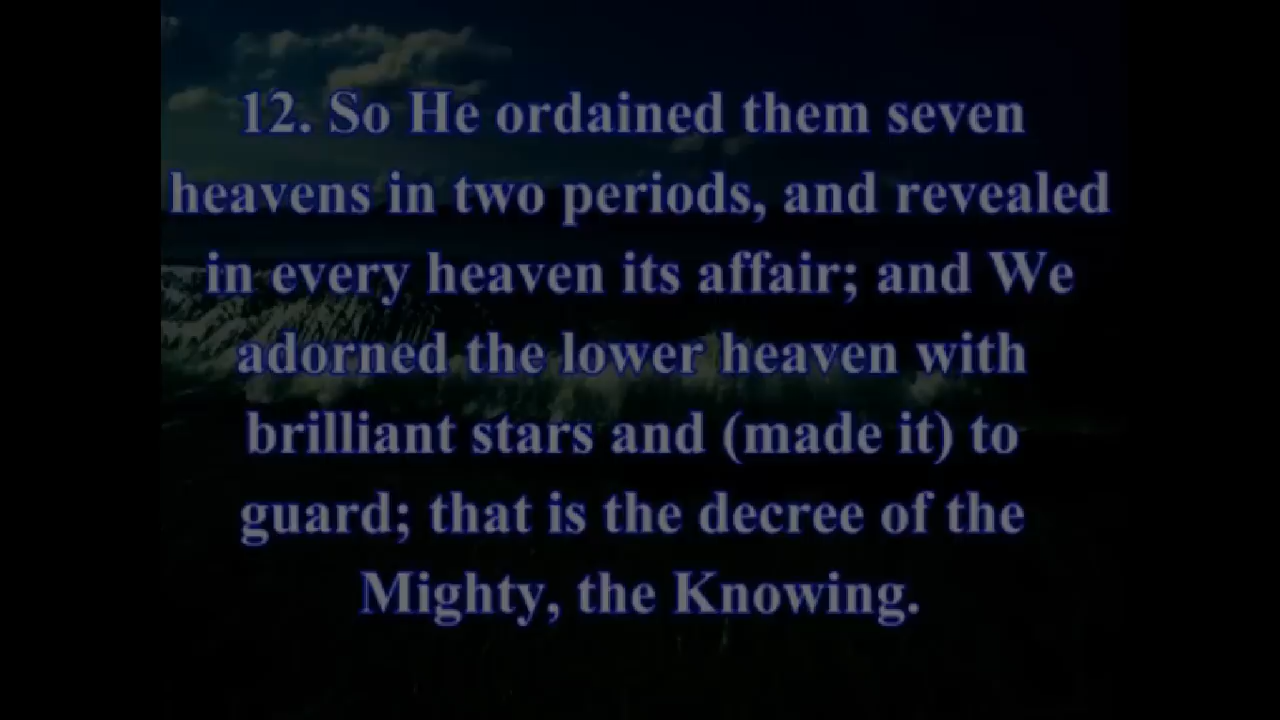 12. So He ordained them seven
heavens in two periods, and revealed
in every heaven its affair; and We
adorned the lower heaven with
brilliant stars and (made it) to
guard; that is the decree of the
Mighty, the Knowing.